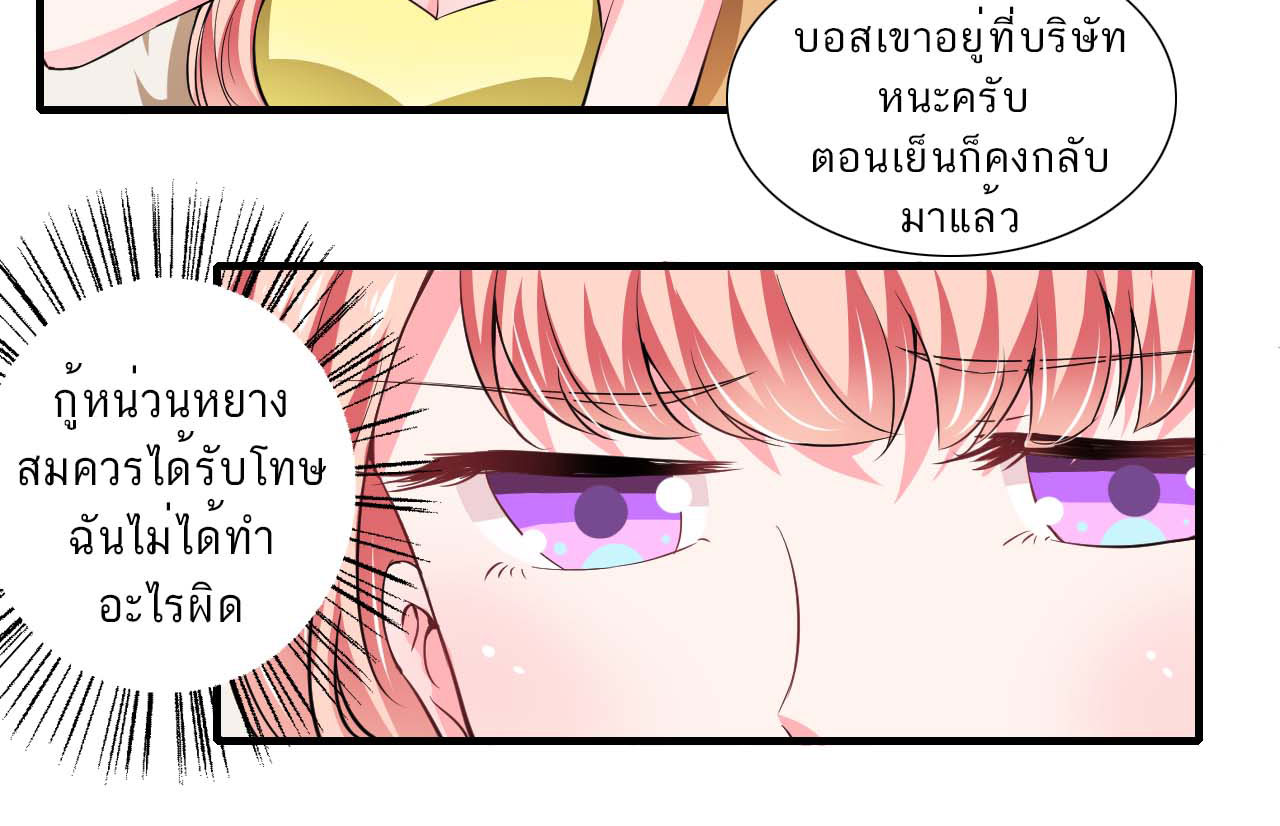 บอสเขาอยู่ที่บริษัท
หนะครับ
ตอนเย็นก็คงกลับ
มาแล้ว
กู้หน่วนหยาง
สมควรได้รับโทษ
ฉันไม่ได้ทำ
อะไรผิด